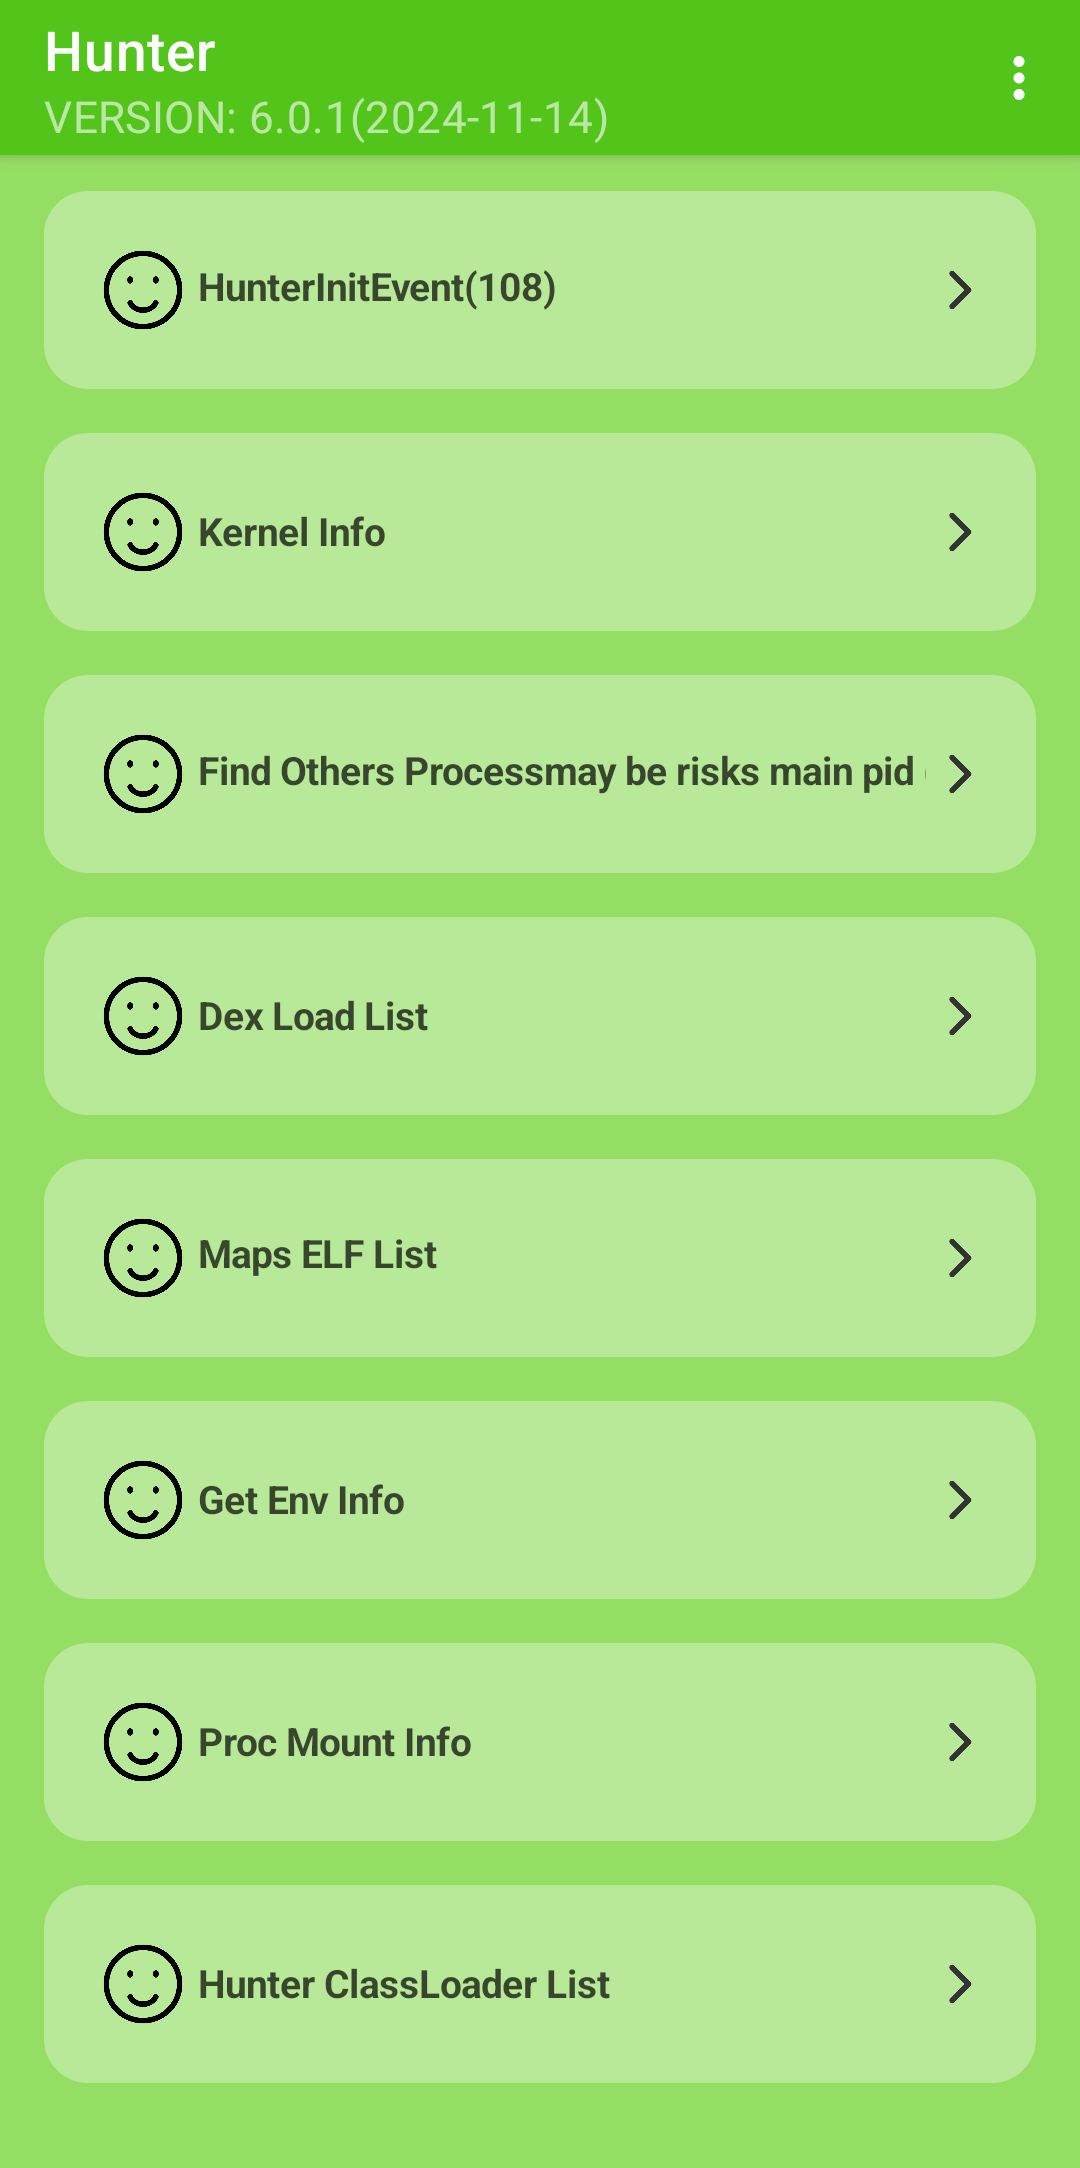 Hunter
VERSION: 6.0.1(2024-11-14)
HunterInitEvent(108)
Kernel Info
Find Others Processmay be risks main pid
Dex Load List
Maps ELF List
Get Env Info
Proc Mount Info
Hunter ClassLoader List